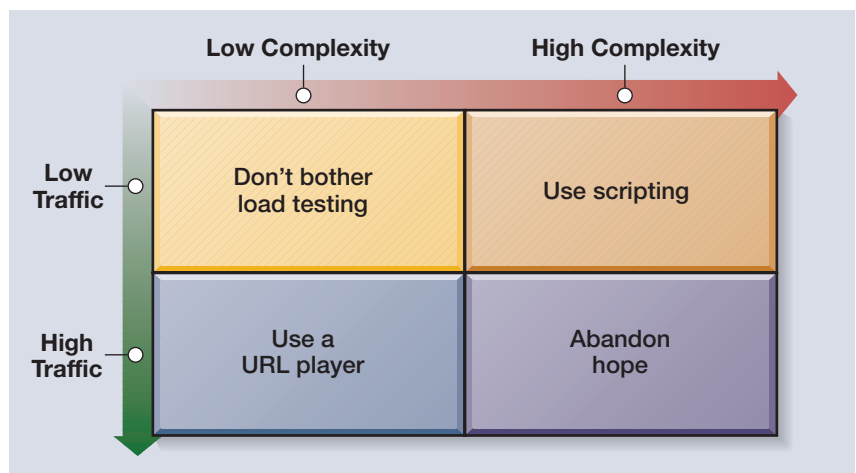 Low Complexity
High Complexity
Low
Traffic
Don't bother
load testing
Use scripting
High
Traffic
Use a
URL player
Abandon
hope